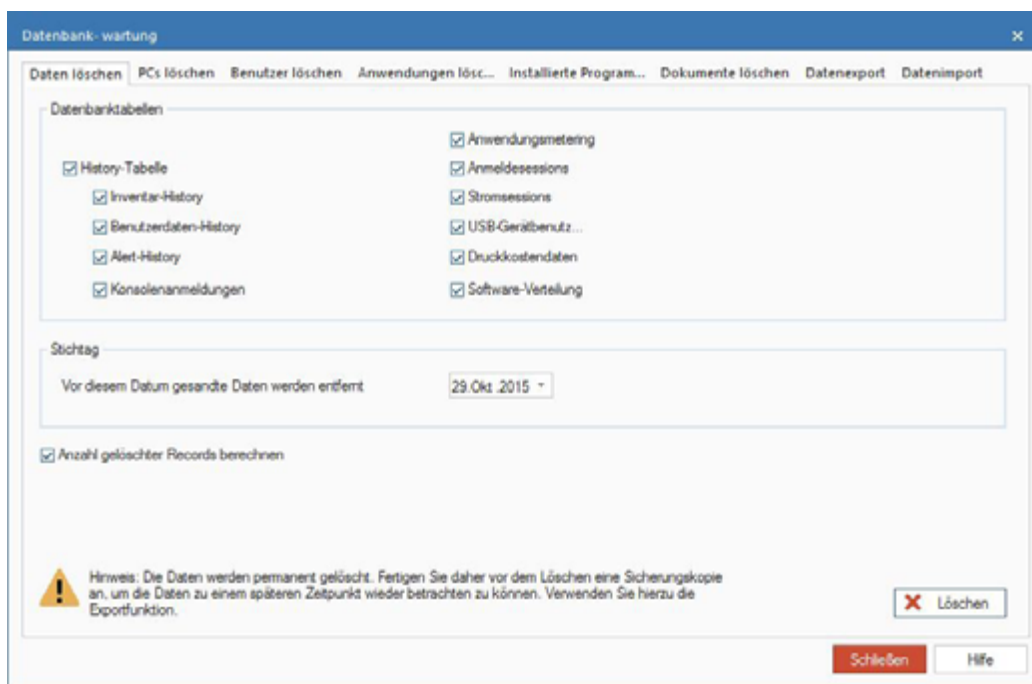 Datenbank- wartung
Daten löschen PCs löschen Benutzer löschen Anwendungen lösc... Installierte Program... Dokumente löschen Datenexport Datenimport
Datenbanktabellen
Anwendungsmetering
History-Tabelle Anmeldesessions
Inventar-History Stromsessions
Benutzerdaten-History USB-Gerätbenutz...
Alert-History Druckkostendaten
Konsolenanmeldungen Software-Verteilung
Stichtag
Vor diesem Datum gesandte Daten werden entfernt 29.Okt .2015
Anzahl gelöschter Records berechnen
Hinweis: Die Daten werden permanent gelöscht. Fertigen Sie daher vor dem Löschen eine Sicherungskopie
an, um die Daten zu einem späteren Zeitpunkt wieder betrachten zu können. Verwenden Sie hierzu die
Exportfunktion.
Löschen
Schließen Hilfe